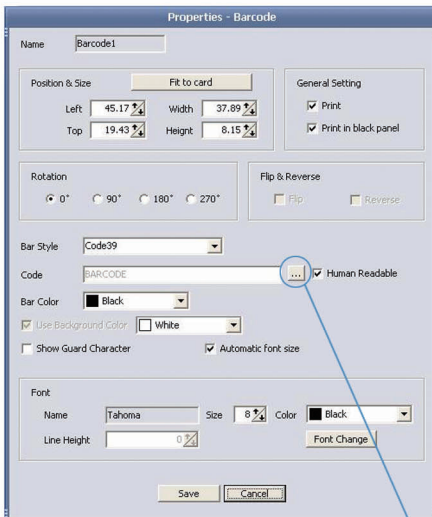 Properties - Barcode
Name Barcode1
Position & Size Fit to card
Left 45.17 Width 37.89
Top 19.43 Heignt 8.15
General Setting
Print
Print in black panel
Rotation
0° 90° 180° 270°
Flip & Reverse
Flip Reverse
Bar Style Code39
Code BARCODE ... Human Readable
Bar Color Black
Use Background Color White
Show Guard Character Automatic font size
Font
Name Tahoma Size 8 Color Black
Line Height 0 Font Change
Save Cancel